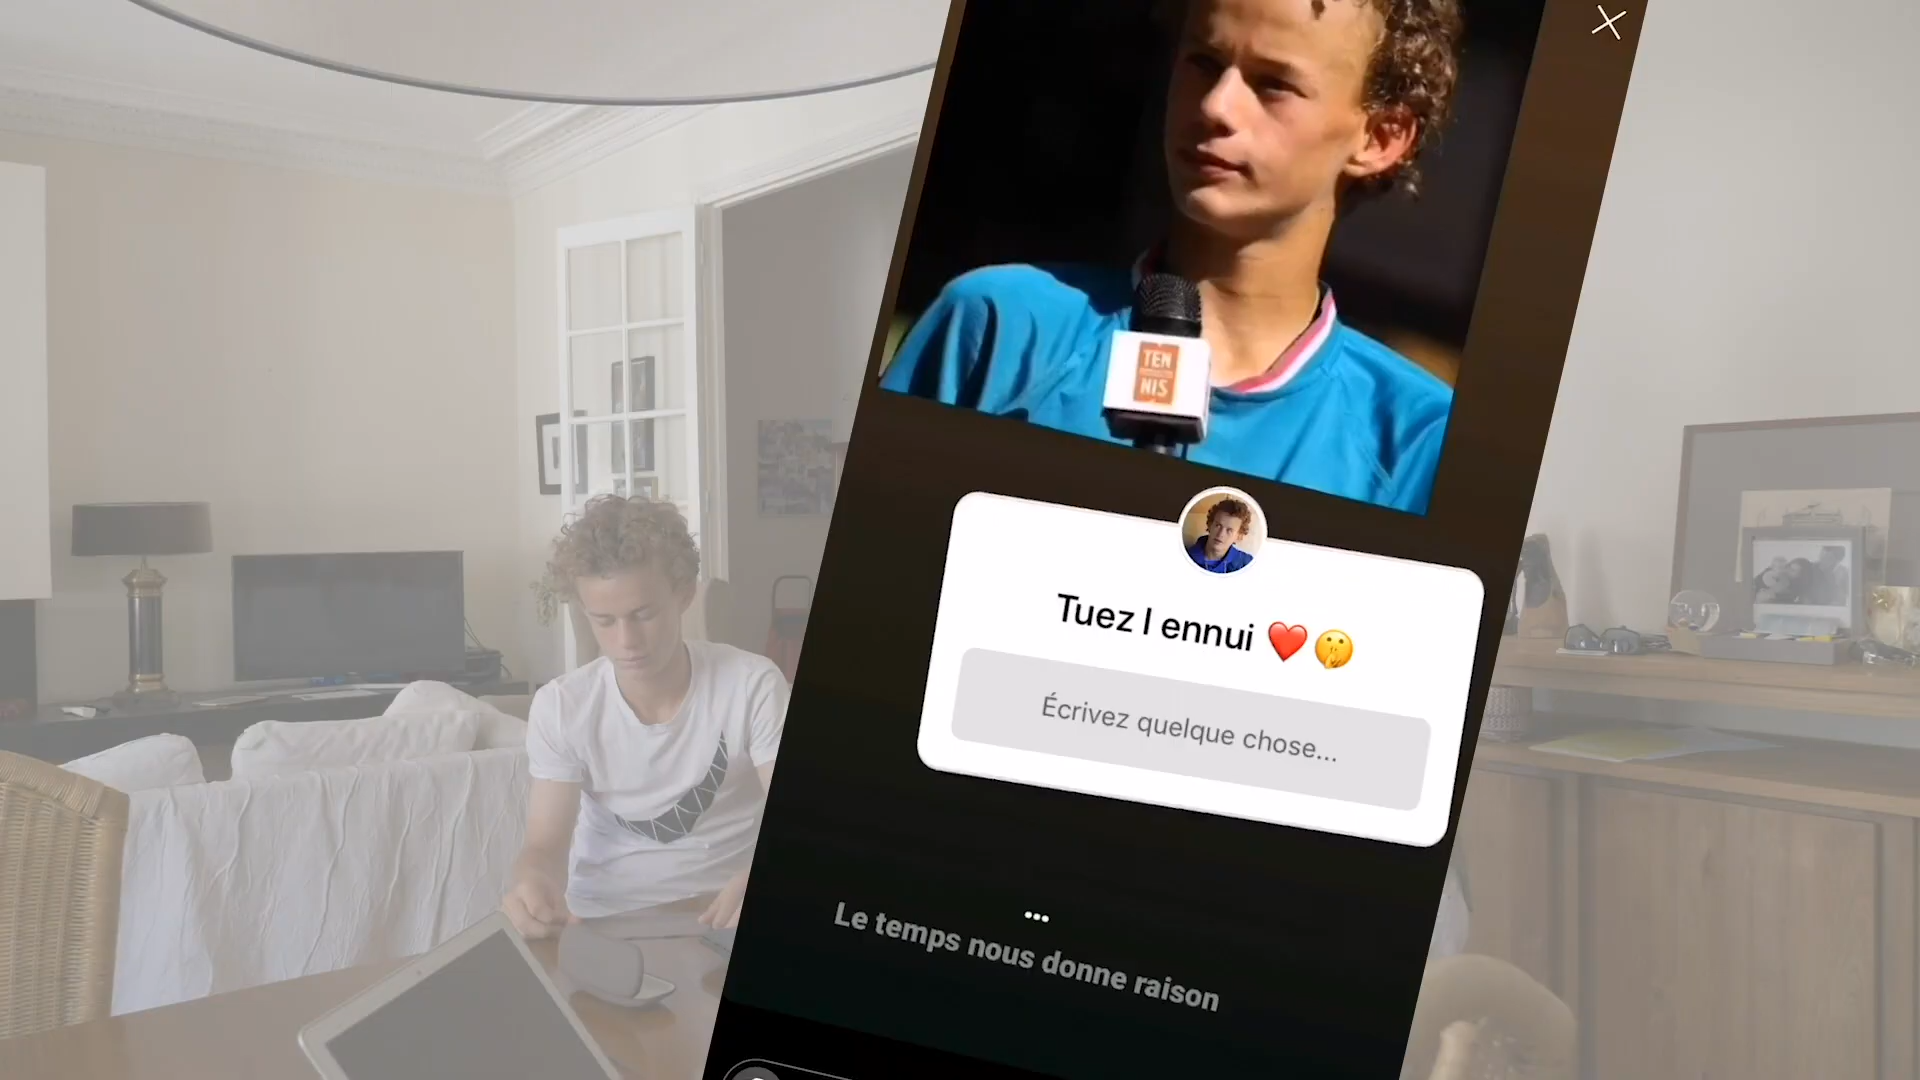 TEN
NIS
Tuez l ennui ❤️🤫
Écrivez quelque chose...
...
Le temps nous donne raison